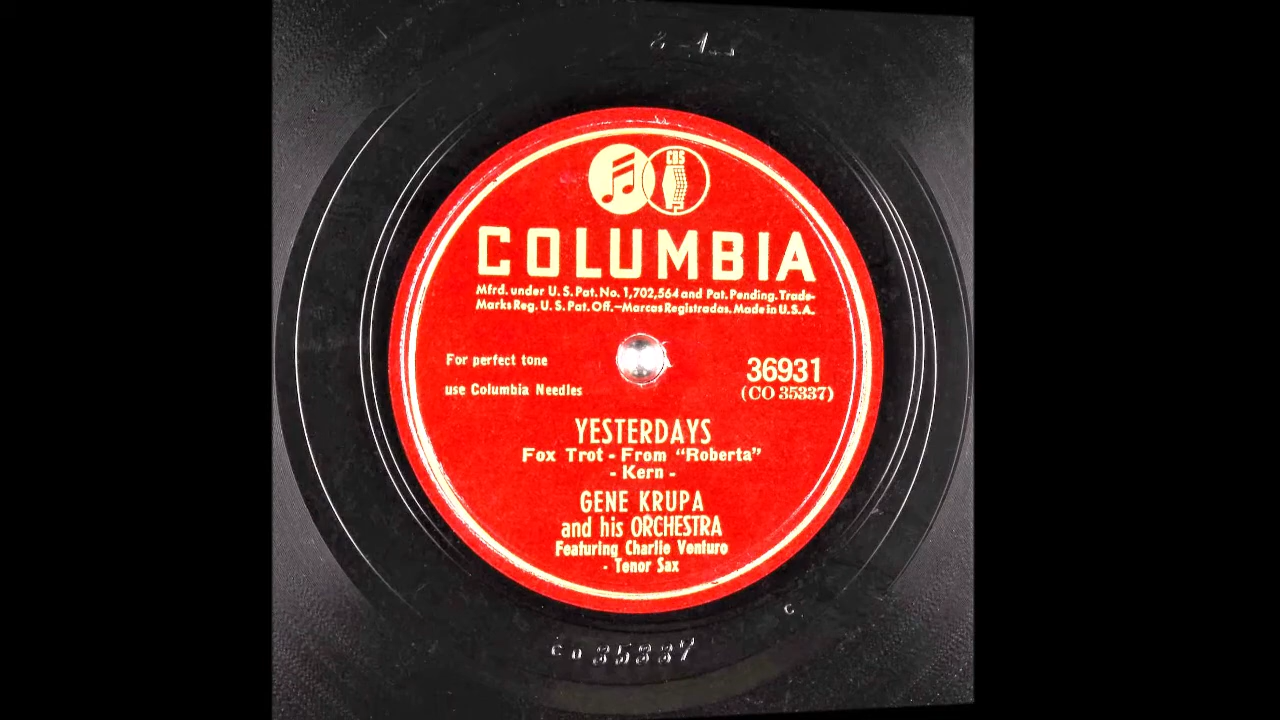 CBS
COLUMBIA
Mfrd. under U. S. Pat. No. 1,702,564 and Pat. Pending. Trade-
Marks Reg. U. S. Pat. Off.—Marcas Registradas. Made in U.S.A.
For perfect tone
use Columbia Needles
36931
(CO 35337)
YESTERDAYS
Fox Trot - From “Roberta”
- Kern -
GENE KRUPA
and his ORCHESTRA
Featuring Charlie Venturo
- Tenor Sax
C
CO 35337